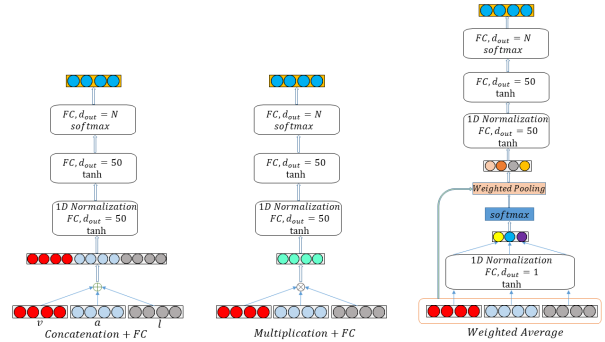 FC, d_out = N
softmax
FC, d_out = 50
tanh
1D Normalization
FC, d_out = 50
tanh
v a l
Concatenation + FC
FC, d_out = N
softmax
FC, d_out = 50
tanh
1D Normalization
FC, d_out = 50
tanh
Multiplication + FC
FC, d_out = N
softmax
FC, d_out = 50
tanh
1D Normalization
FC, d_out = 50
tanh
Weighted Pooling
softmax
1D Normalization
FC, d_out = 1
tanh
Weighted Average